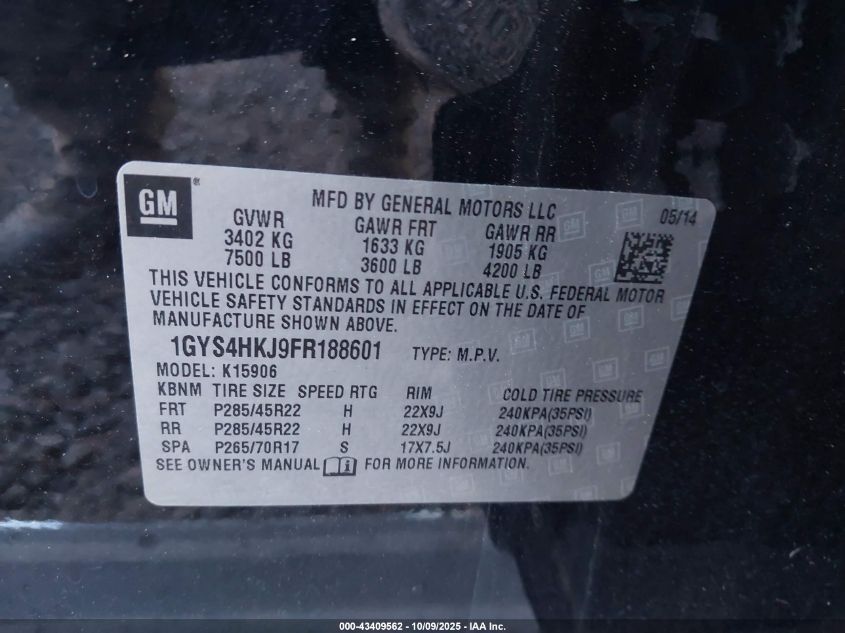 GM ®
MFD BY GENERAL MOTORS LLC
05/14
GVWR GAWR FRT GAWR RR
3402 KG 1633 KG 1905 KG
7500 LB 3600 LB 4200 LB
THIS VEHICLE CONFORMS TO ALL APPLICABLE U.S. FEDERAL MOTOR
VEHICLE SAFETY STANDARDS IN EFFECT ON THE DATE OF
MANUFACTURE SHOWN ABOVE.
1GYS4HKJ9FR188601 TYPE: M.P.V.
MODEL: K15906
KBNM TIRE SIZE SPEED RTG RIM COLD TIRE PRESSURE
FRT P285/45R22 H 22X9J 240KPA(35PSI)
RR P285/45R22 H 22X9J 240KPA(35PSI)
SPA P265/70R17 S 17X7.5J 240KPA(35PSI)
SEE OWNER'S MANUAL FOR MORE INFORMATION.
000-43409562 - 10/09/2025 - IAA Inc.